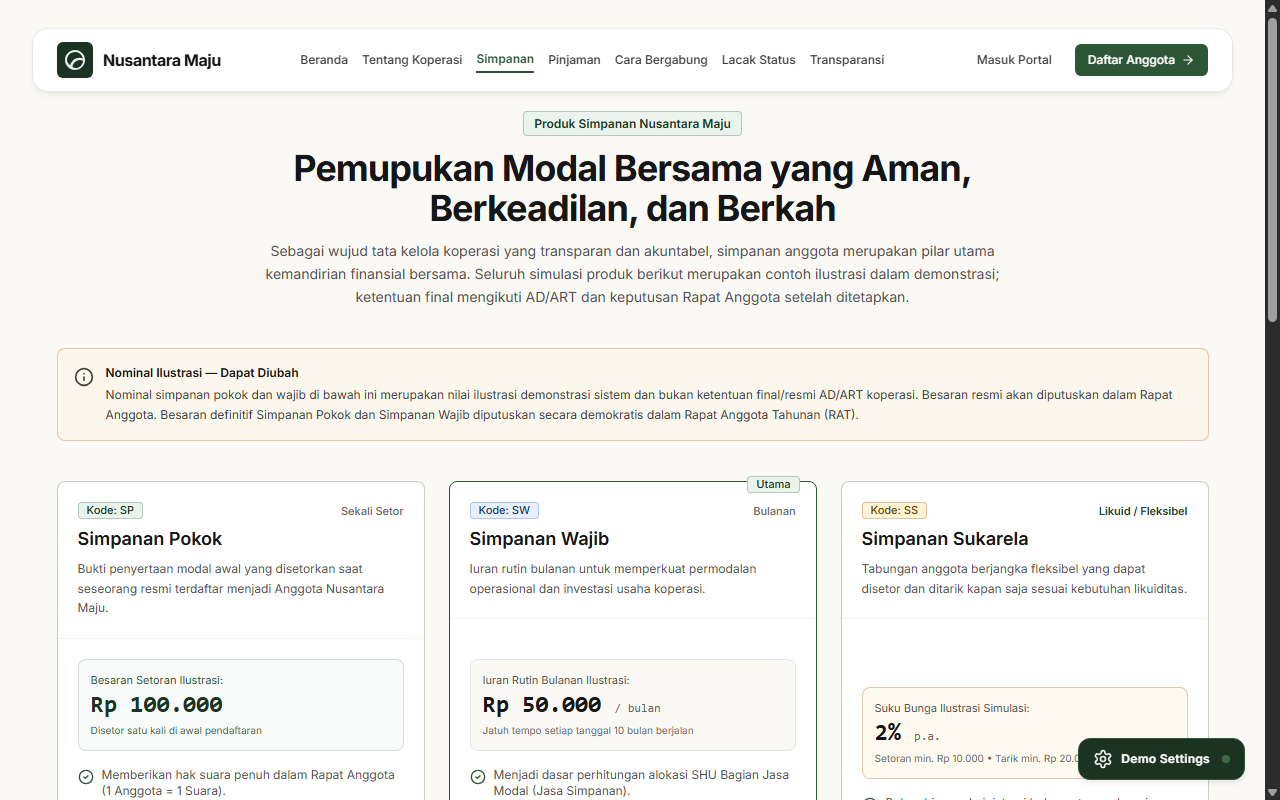 Nusantara Maju
Beranda
Tentang Koperasi
Simpanan
Pinjaman
Cara Bergabung
Lacak Status
Transparansi
Masuk Portal
Daftar Anggota
Produk Simpanan Nusantara Maju
Pemupukan Modal Bersama yang Aman,
Berkeadilan, dan Berkah
Sebagai wujud tata kelola koperasi yang transparan dan akuntabel, simpanan anggota merupakan pilar utama
kemandirian finansial bersama. Seluruh simulasi produk berikut merupakan contoh ilustrasi dalam demonstrasi;
ketentuan final mengikuti AD/ART dan keputusan Rapat Anggota setelah ditetapkan.
Nominal Ilustrasi — Dapat Diubah
Nominal simpanan pokok dan wajib di bawah ini merupakan nilai ilustrasi demonstrasi sistem dan bukan ketentuan final/resmi AD/ART koperasi. Besaran resmi akan diputuskan dalam Rapat
Anggota. Besaran definitif Simpanan Pokok dan Simpanan Wajib diputuskan secara demokratis dalam Rapat Anggota Tahunan (RAT).
Kode: SP
Sekali Setor
Simpanan Pokok
Bukti penyertaan modal awal yang disetorkan saat
seseorang resmi terdaftar menjadi Anggota Nusantara
Maju.
Besaran Setoran Ilustrasi:
Rp 100.000
Disetor satu kali di awal pendaftaran
Memberikan hak suara penuh dalam Rapat Anggota
(1 Anggota = 1 Suara).
Utama
Kode: SW
Bulanan
Simpanan Wajib
Iuran rutin bulanan untuk memperkuat permodalan
operasional dan investasi usaha koperasi.
Iuran Rutin Bulanan Ilustrasi:
Rp 50.000 / bulan
Jatuh tempo setiap tanggal 10 bulan berjalan
Menjadi dasar perhitungan alokasi SHU Bagian Jasa
Modal (Jasa Simpanan).
Kode: SS
Likuid / Fleksibel
Simpanan Sukarela
Tabungan anggota berjangka fleksibel yang dapat
disetor dan ditarik kapan saja sesuai kebutuhan likuiditas.
Suku Bunga Ilustrasi Simulasi:
2% p.a.
Setoran min. Rp 10.000 • Tarik min. Rp 20.0
Demo Settings